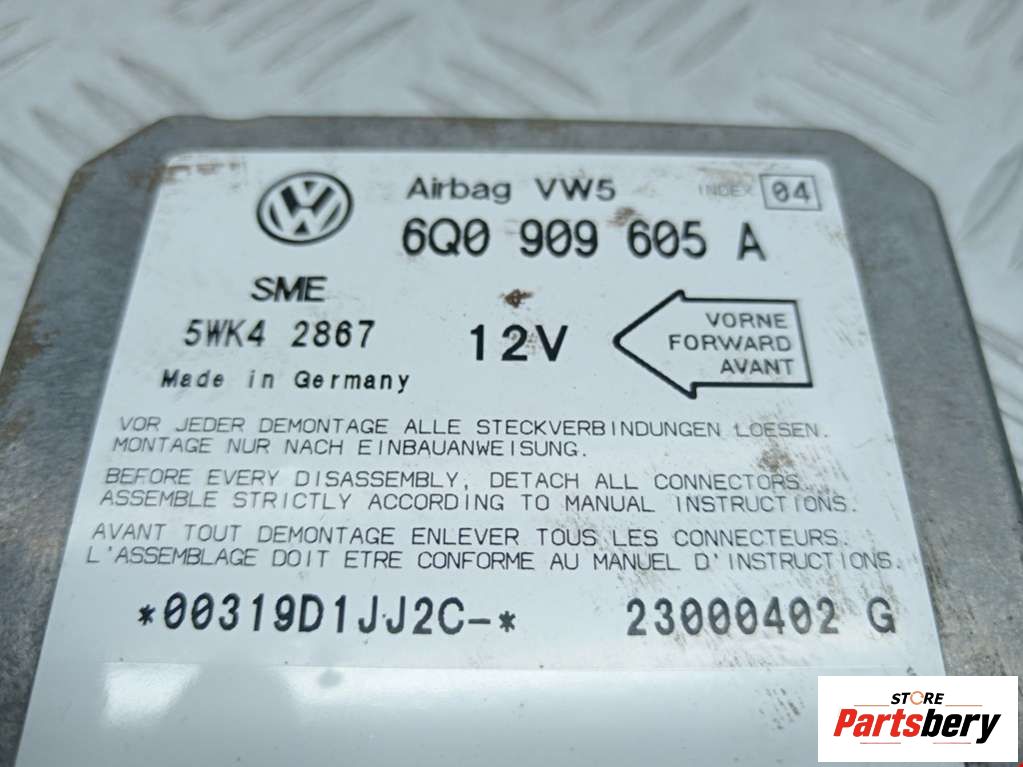 Airbag VW5 INDEX 04
6Q0 909 605 A
SME
5WK4 2867
Made in Germany
12V
VORNE
FORWARD
AVANT
VOR JEDER DEMONTAGE ALLE STECKVERBINDUNGEN LOESEN.
MONTAGE NUR NACH EINBAUANWEISUNG.
BEFORE EVERY DISASSEMBLY, DETACH ALL CONNECTORS.
ASSEMBLE STRICTLY ACCORDING TO MANUAL INSTRUCTIONS.
AVANT TOUT DEMONTAGE ENLEVER TOUS LES CONNECTEURS.
L'ASSEMBLAGE DOIT ETRE CONFORME AU MANUEL D'INSTRUCTIONS.
*00319D1JJ2C-* 23000402 G
STORE
Partsbery